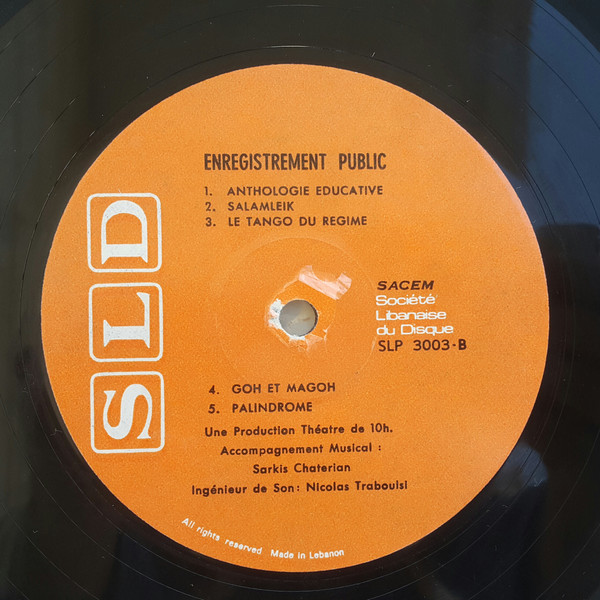 ENREGISTREMENT PUBLIC
1. ANTHOLOGIE EDUCATIVE
2. SALAMLEIK
3. LE TANGO DU REGIME
SLD
SACEM
Société
Libanaise
du Disque
SLP 3003-B
4. GOH ET MAGOH
5. PALINDROME
Une Production Théatre de 10h.
Accompagnement Musical :
Sarkis Chaterian
Ingénieur de Son: Nicolas Traboulsi
All rights reserved Made in Lebanon